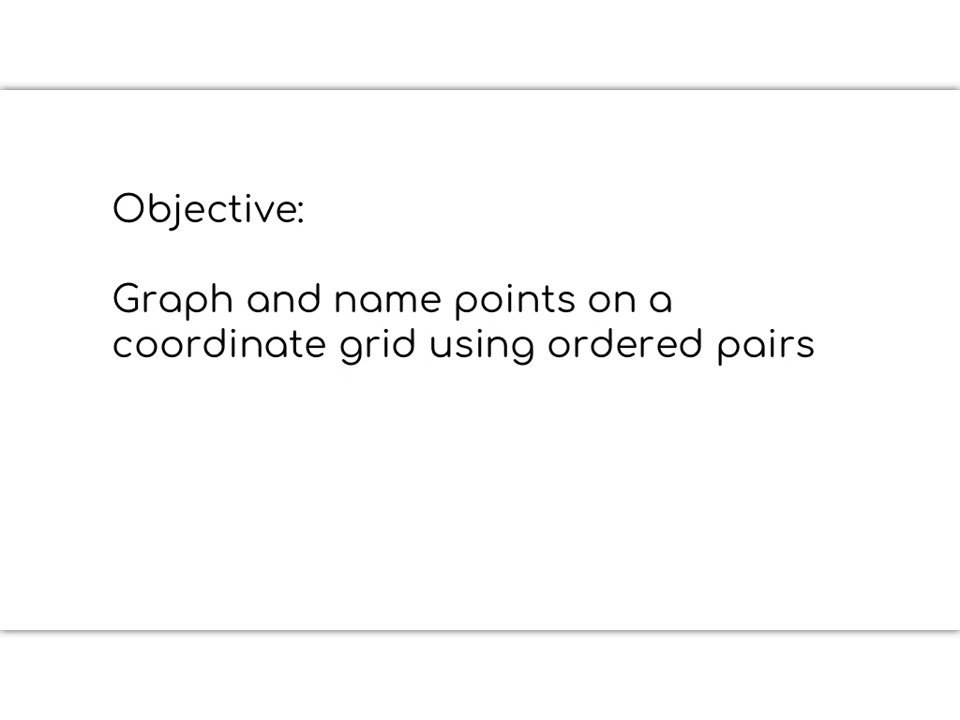 Objective:
Graph and name points on a
coordinate grid using ordered pairs